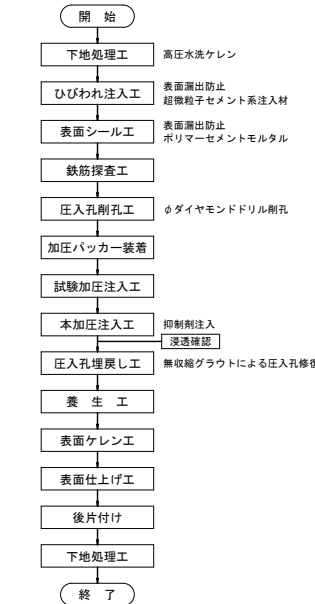 開 始
下地処理工 高圧水洗ケレン
ひびわれ注入工 表面漏出防止
超微粒子セメント系注入材
表面シール工 表面漏出防止
ポリマーセメントモルタル
鉄筋探査工
圧入孔削孔工 φダイヤモンドドリル削孔
加圧パッカー装着
試験加圧注入工
本加圧注入工 抑制剤注入
浸透確認
圧入孔埋戻し工 無収縮グラウトによる圧入孔修復
養 生 工
表面ケレン工
表面仕上げ工
後片付け
下地処理工
終 了